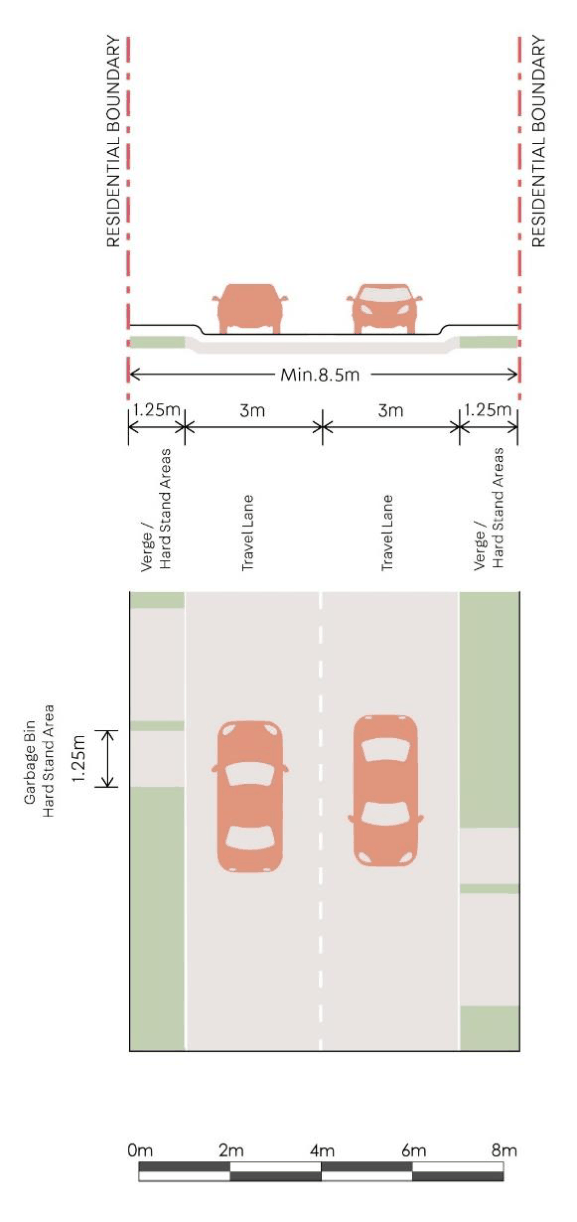 RESIDENTIAL BOUNDARY
RESIDENTIAL BOUNDARY
Min.8.5m
1.25m
3m
3m
1.25m
Verge /
Hard Stand Areas
Travel Lane
Travel Lane
Verge /
Hard Stand Areas
Garbage Bin
Hard Stand Area
1.25m
0m
2m
4m
6m
8m